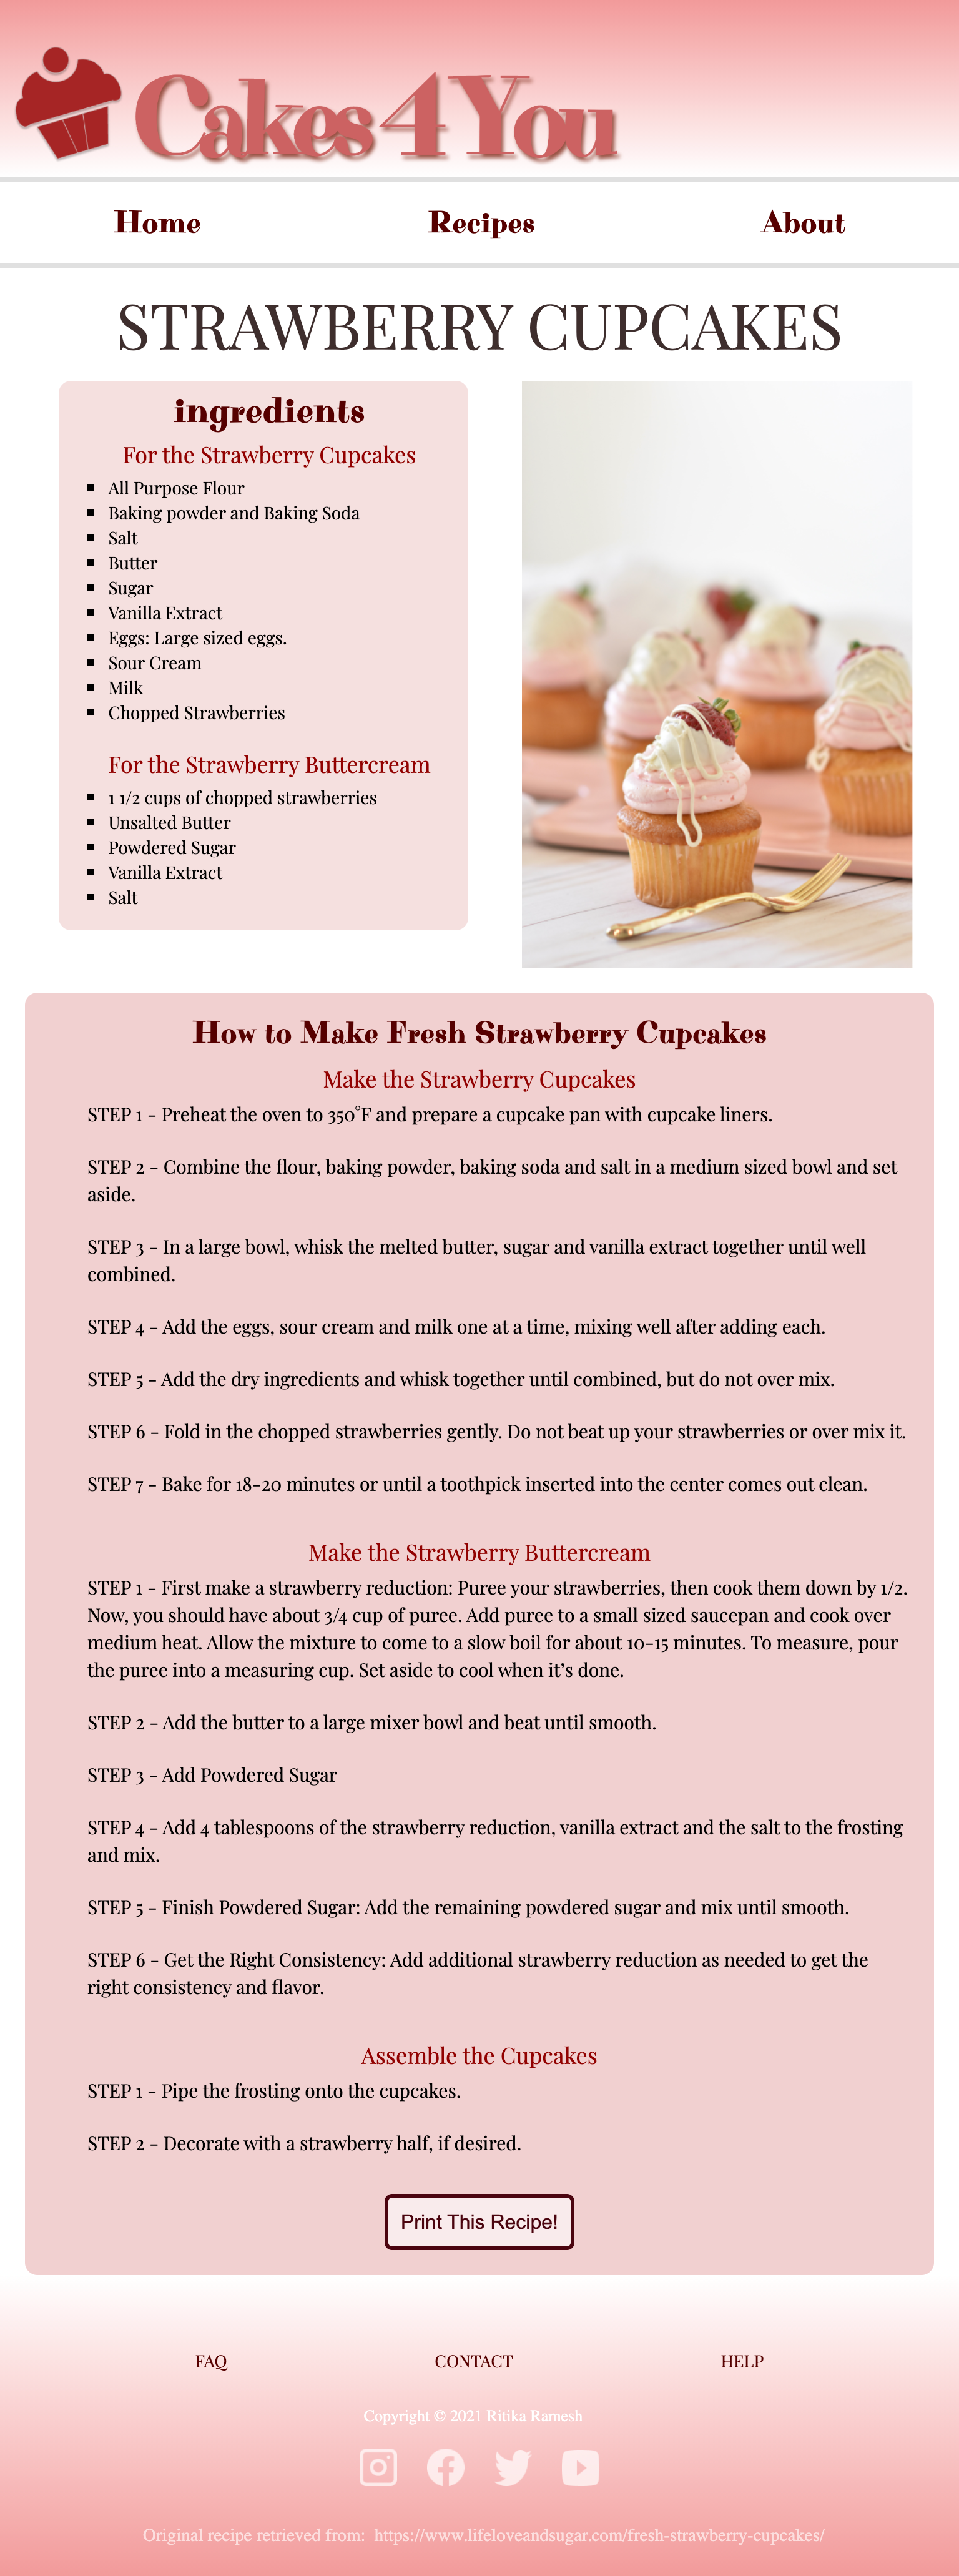 Cakes 4 You
Home Recipes About
STRAWBERRY CUPCAKES
ingredients
For the Strawberry Cupcakes
All Purpose Flour
Baking powder and Baking Soda
Salt
Butter
Sugar
Vanilla Extract
Eggs: Large sized eggs.
Sour Cream
Milk
Chopped Strawberries
For the Strawberry Buttercream
1 1/2 cups of chopped strawberries
Unsalted Butter
Powdered Sugar
Vanilla Extract
Salt
How to Make Fresh Strawberry Cupcakes
Make the Strawberry Cupcakes
STEP 1 - Preheat the oven to 350°F and prepare a cupcake pan with cupcake liners.
STEP 2 - Combine the flour, baking powder, baking soda and salt in a medium sized bowl and set
aside.
STEP 3 - In a large bowl, whisk the melted butter, sugar and vanilla extract together until well
combined.
STEP 4 - Add the eggs, sour cream and milk one at a time, mixing well after adding each.
STEP 5 - Add the dry ingredients and whisk together until combined, but do not over mix.
STEP 6 - Fold in the chopped strawberries gently. Do not beat up your strawberries or over mix it.
STEP 7 - Bake for 18-20 minutes or until a toothpick inserted into the center comes out clean.
Make the Strawberry Buttercream
STEP 1 - First make a strawberry reduction: Puree your strawberries, then cook them down by 1/2.
Now, you should have about 3/4 cup of puree. Add puree to a small sized saucepan and cook over
medium heat. Allow the mixture to come to a slow boil for about 10-15 minutes. To measure, pour
the puree into a measuring cup. Set aside to cool when it’s done.
STEP 2 - Add the butter to a large mixer bowl and beat until smooth.
STEP 3 - Add Powdered Sugar
STEP 4 - Add 4 tablespoons of the strawberry reduction, vanilla extract and the salt to the frosting
and mix.
STEP 5 - Finish Powdered Sugar: Add the remaining powdered sugar and mix until smooth.
STEP 6 - Get the Right Consistency: Add additional strawberry reduction as needed to get the
right consistency and flavor.
Assemble the Cupcakes
STEP 1 - Pipe the frosting onto the cupcakes.
STEP 2 - Decorate with a strawberry half, if desired.
Print This Recipe!
FAQ CONTACT HELP
Copyright © 2021 Ritika Ramesh
Original recipe retrieved from: https://www.lifeloveandsugar.com/fresh-strawberry-cupcakes/